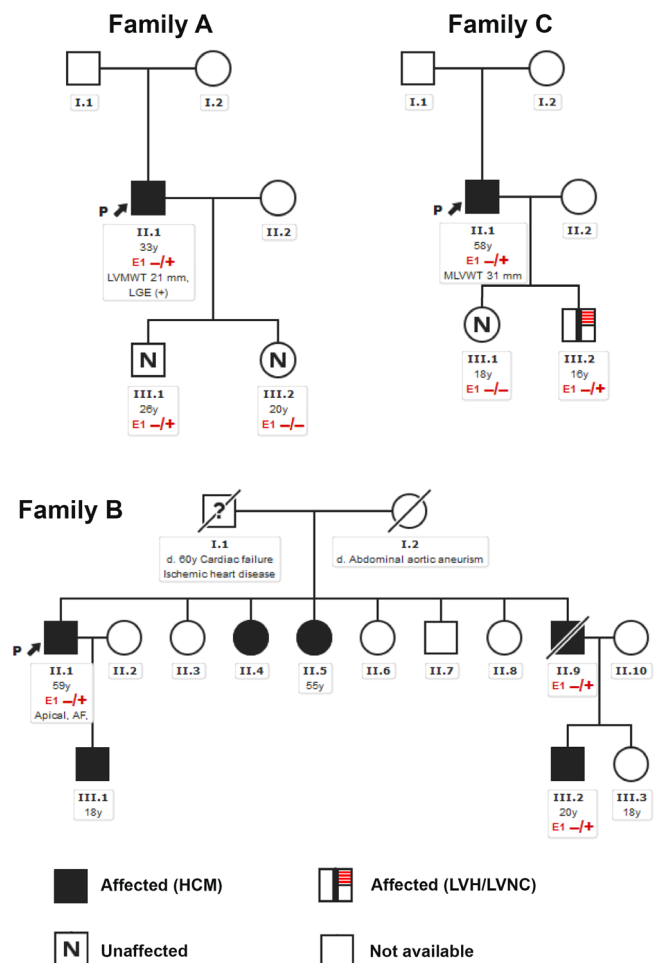 Family A
Family C
I.1
I.2
I.1
I.2
P
II.1
33y
E1 –/+
LVMWT 21 mm,
LGE (+)
II.2
P
II.1
58y
E1 –/+
MLVWT 31 mm
II.2
N
III.1
26y
E1 –/+
N
III.2
20y
E1 –/–
N
III.1
18y
E1 –/–
III.2
16y
E1 –/+
Family B
?
I.1
d. 60y Cardiac failure
Ischemic heart disease
I.2
d. Abdominal aortic aneurism
P
II.1
59y
E1 –/+
Apical, AF,
II.2
II.3
II.4
II.5
55y
II.6
II.7
II.8
II.9
E1 –/+
II.10
III.1
18y
III.2
20y
E1 –/+
III.3
18y
Affected (HCM)
Affected (LVH/LVNC)
N
Unaffected
Not available